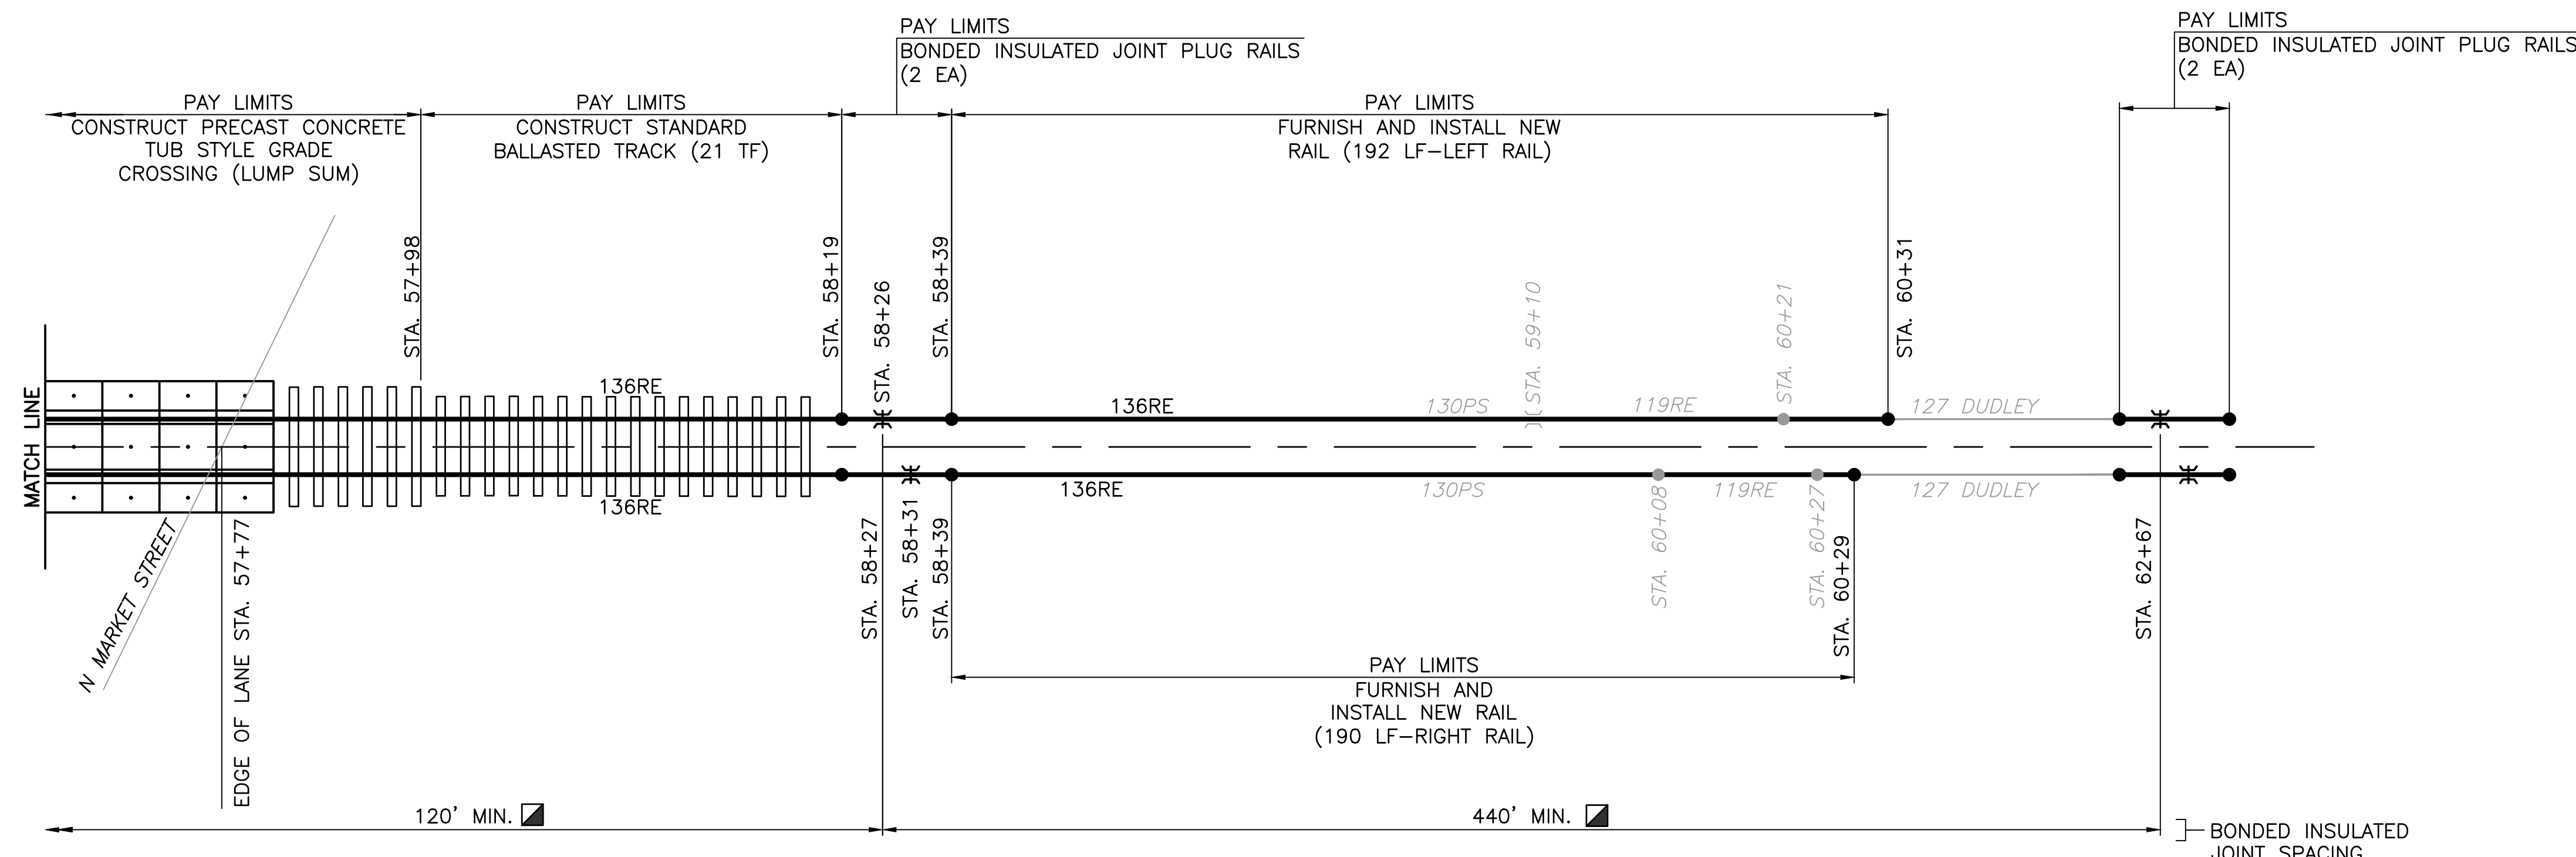 PAY LIMITS
BONDED INSULATED JOINT PLUG RAILS
(2 EA)
PAY LIMITS
BONDED INSULATED JOINT PLUG RAILS
(2 EA)
PAY LIMITS
CONSTRUCT PRECAST CONCRETE
TUB STYLE GRADE
CROSSING (LUMP SUM)
PAY LIMITS
CONSTRUCT STANDARD
BALLASTED TRACK (21 TF)
PAY LIMITS
FURNISH AND INSTALL NEW
RAIL (192 LF-LEFT RAIL)
STA. 57+98
STA. 58+19
STA. 58+26
STA. 58+39
STA. 59+10
STA. 60+21
STA. 60+31
MATCH LINE
136RE
136RE
130PS
119RE
127 DUDLEY
136RE
136RE
130PS
119RE
127 DUDLEY
N MARKET STREET
EDGE OF LANE STA. 57+77
STA. 58+27
STA. 58+31
STA. 58+39
STA. 60+08
STA. 60+27
STA. 60+29
STA. 62+67
PAY LIMITS
FURNISH AND
INSTALL NEW RAIL
(190 LF-RIGHT RAIL)
120' MIN.
440' MIN.
BONDED INSULATED
JOINT SPACING